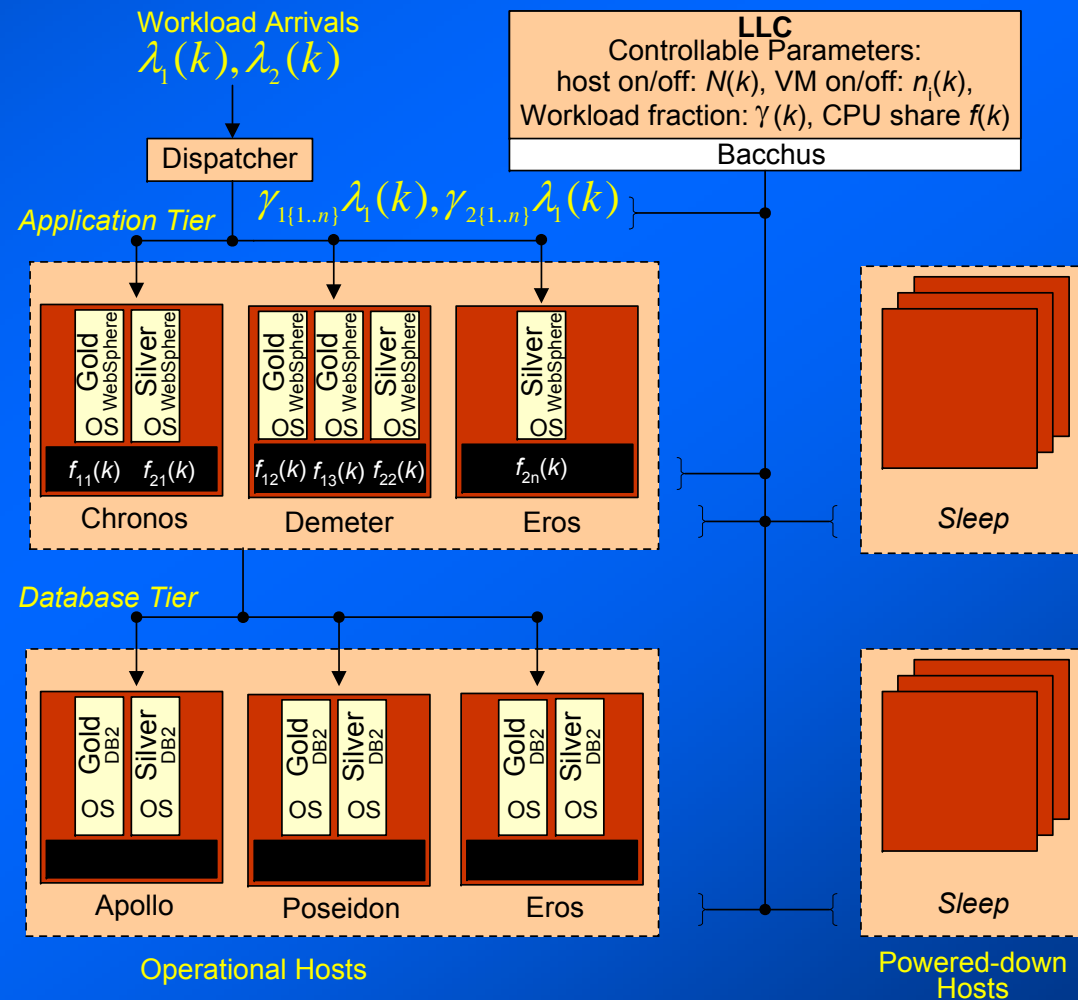 Workload Arrivals
λ₁(k), λ₂(k)
Dispatcher
LLC
Controllable Parameters:
host on/off: N(k), VM on/off: nᵢ(k),
Workload fraction: γ(k), CPU share f(k)
Bacchus
γ₁{₁..ₙ}λ₁(k), γ₂{₁..ₙ}λ₁(k)
Application Tier
Gold OS WebSphere
Silver OS WebSphere
f₁₁(k) f₂₁(k)
Chronos
Gold OS WebSphere
Gold OS WebSphere
Silver OS WebSphere
f₁₂(k) f₁₃(k) f₂₂(k)
Demeter
Silver OS WebSphere
f₂ₙ(k)
Eros
Sleep
Database Tier
Gold DB2 OS
Silver DB2 OS
Apollo
Gold DB2 OS
Silver DB2 OS
Poseidon
Gold DB2 OS
Silver DB2 OS
Eros
Sleep
Operational Hosts
Powered-down
Hosts